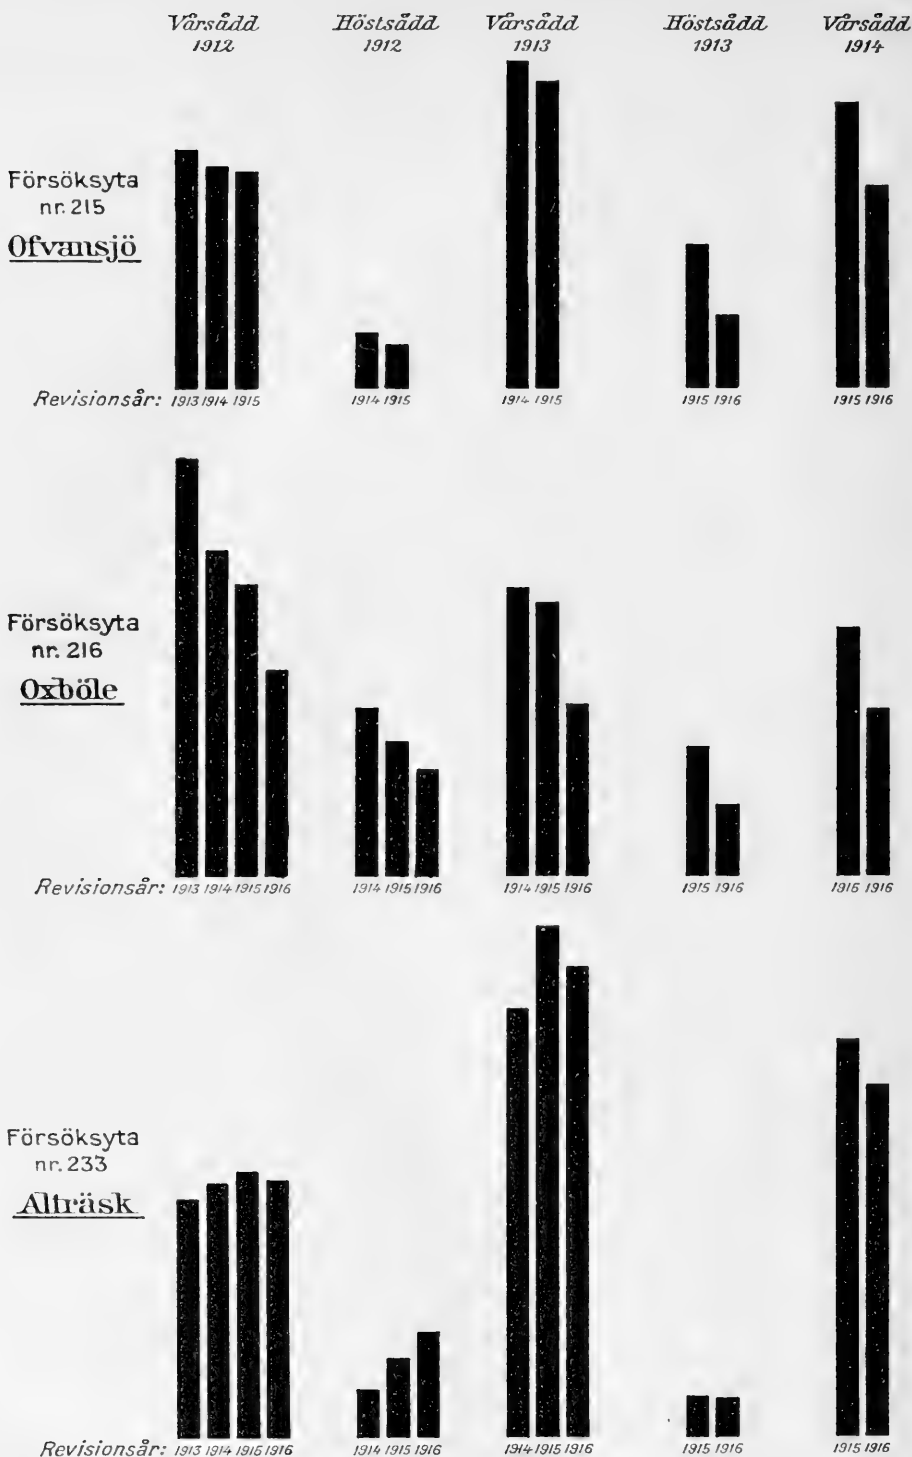 Vårsådd Höstsådd Vårsådd Höstsådd Vårsådd
1912 1912 1913 1913 1914
Försöksyta
nr. 215
Ofvansjö
Revisionsår: 1913 1914 1915 1914 1915 1914 1915 1915 1916 1915 1916
Försöksyta
nr. 216
Oxböle
Revisionsår: 1913 1914 1915 1916 1914 1915 1916 1914 1915 1916 1915 1916 1915 1916
Försöksyta
nr. 233
Alträsk
Revisionsår: 1913 1914 1915 1916 1914 1915 1916 1914 1915 1916 1915 1916 1915 1916